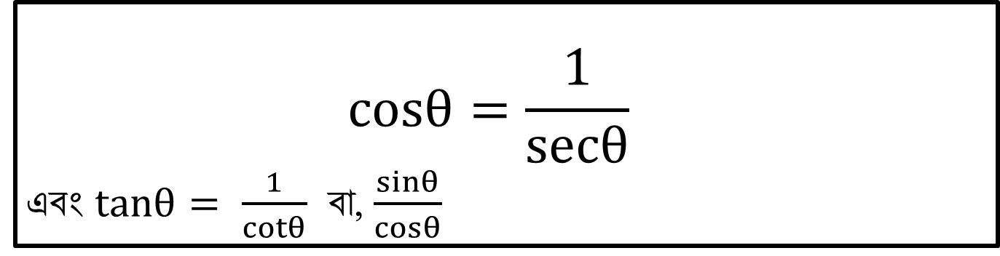 cosθ = 1/secθ
এবং tanθ = 1/cotθ বা, sinθ/cosθ